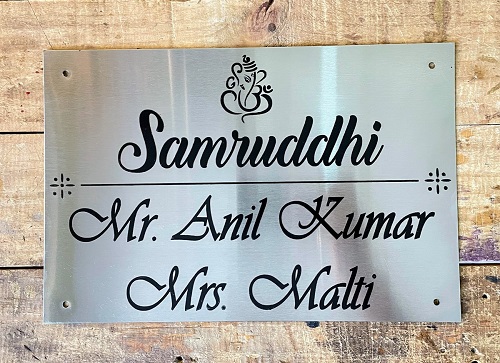 Samruddhi
Mr. Anil Kumar
Mrs. Malti